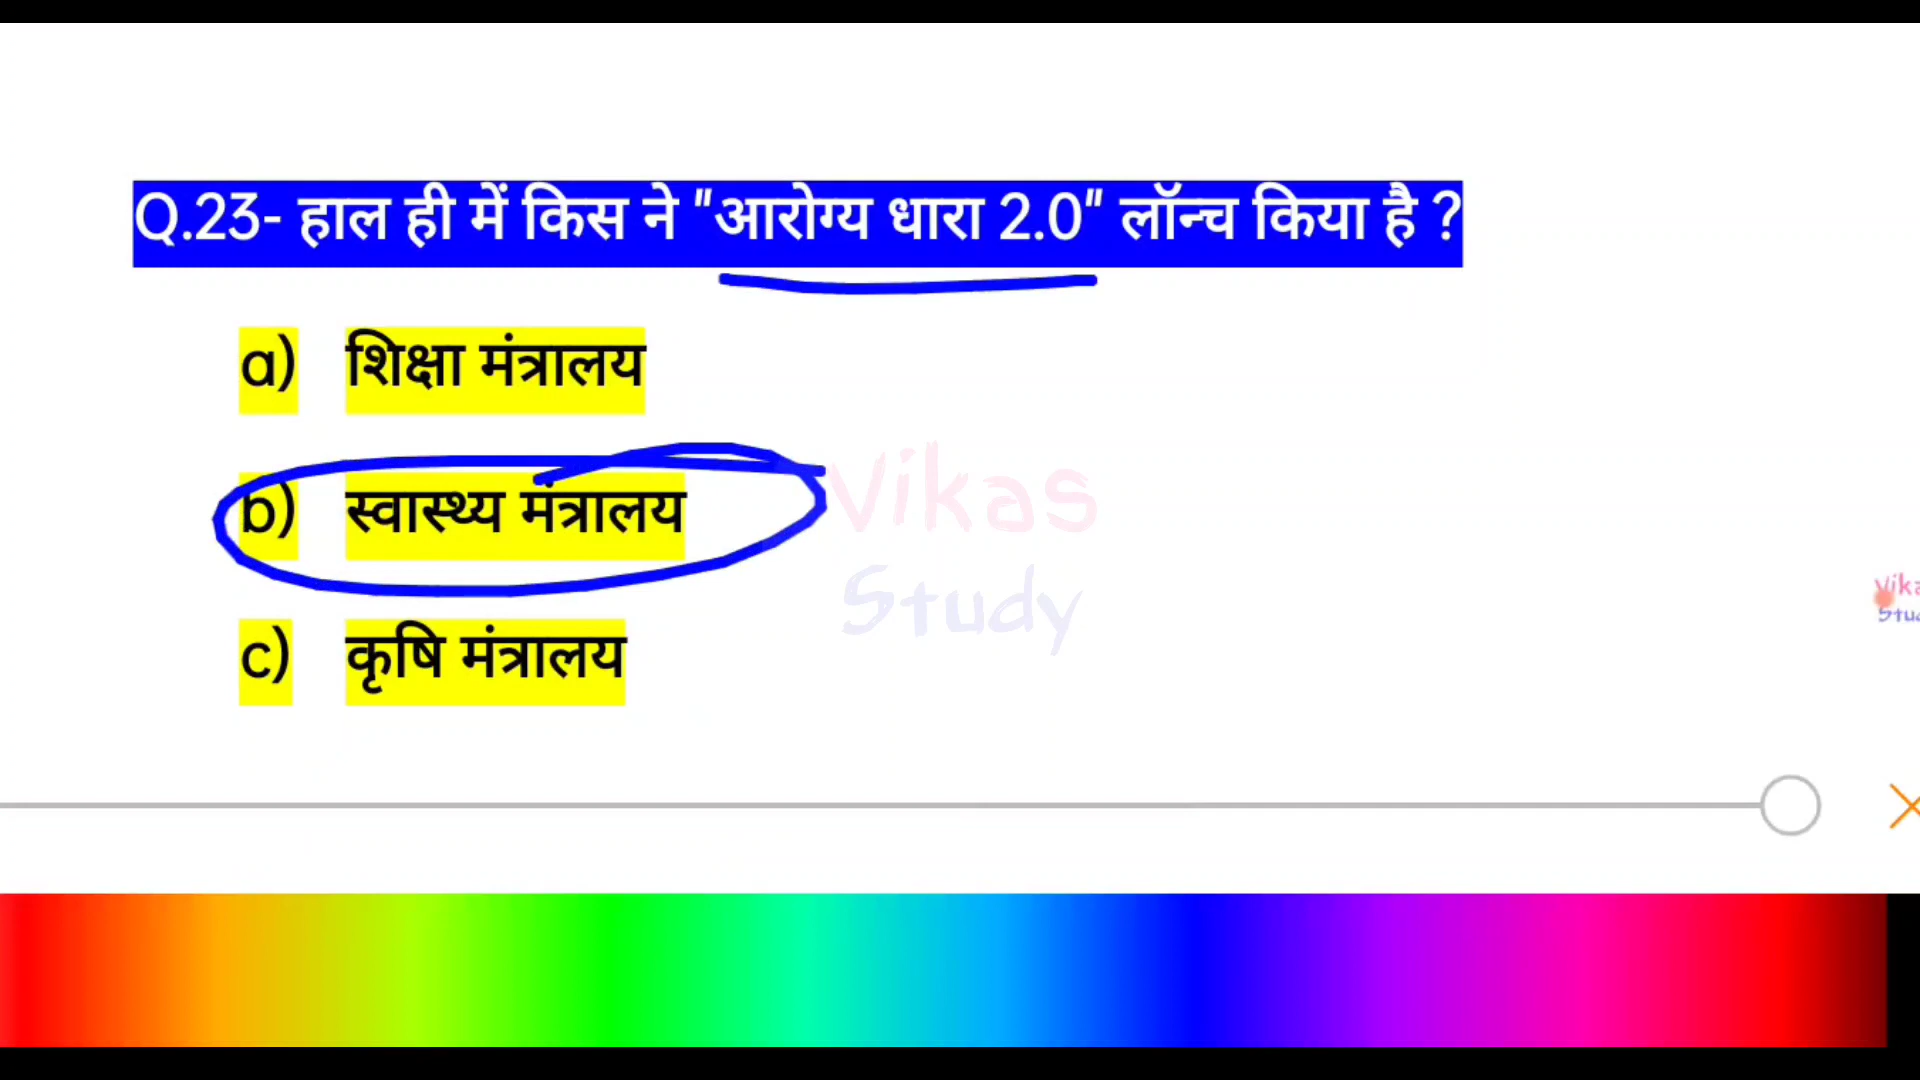 Q.23- हाल ही में किस ने "आरोग्य धारा 2.0" लॉन्च किया है ?
a) शिक्षा मंत्रालय
b) स्वास्थ्य मंत्रालय
Vikas
Study
c) कृषि मंत्रालय